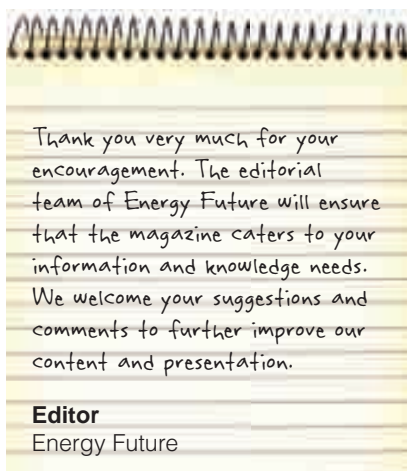 Thank you very much for your
encouragement. The editorial
team of Energy Future will ensure
that the magazine caters to your
information and knowledge needs.
We welcome your suggestions and
comments to further improve our
content and presentation.
Editor
Energy Future